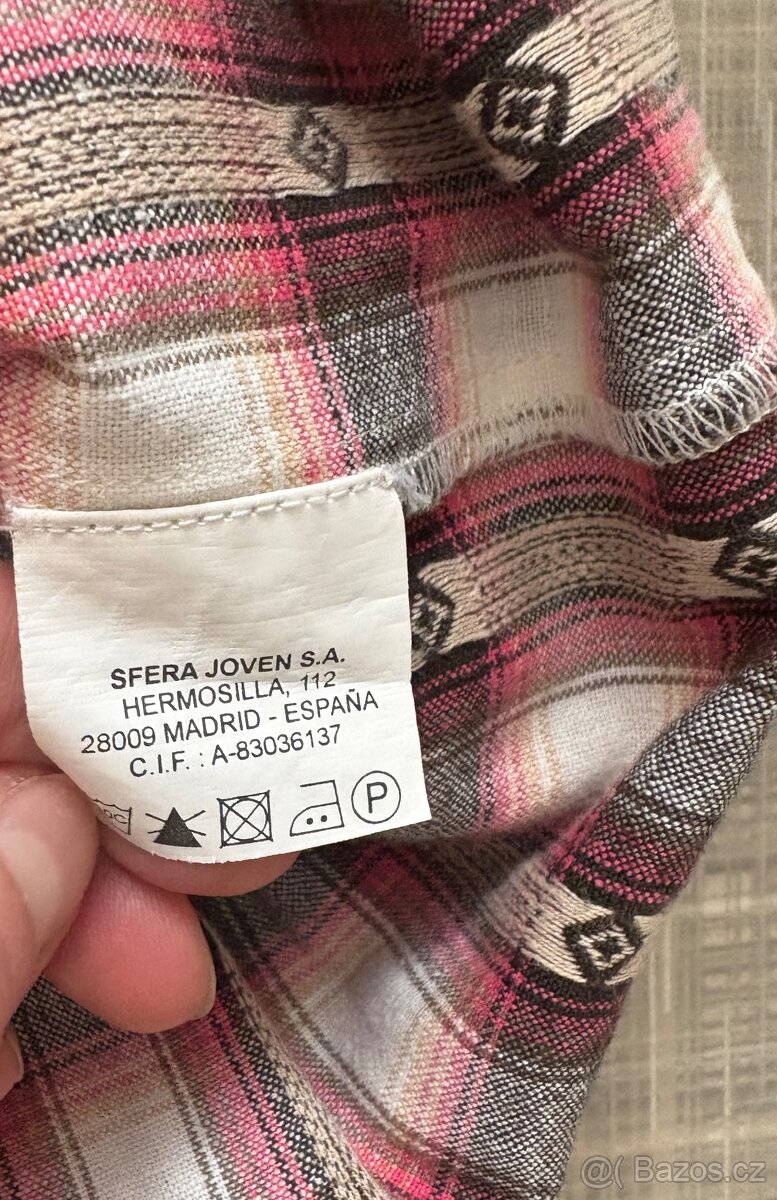 SFERA JOVEN S.A.
HERMOSILLA, 112
28009 MADRID - ESPAÑA
C.I.F. : A-83036137
P
@( Bazos.cz